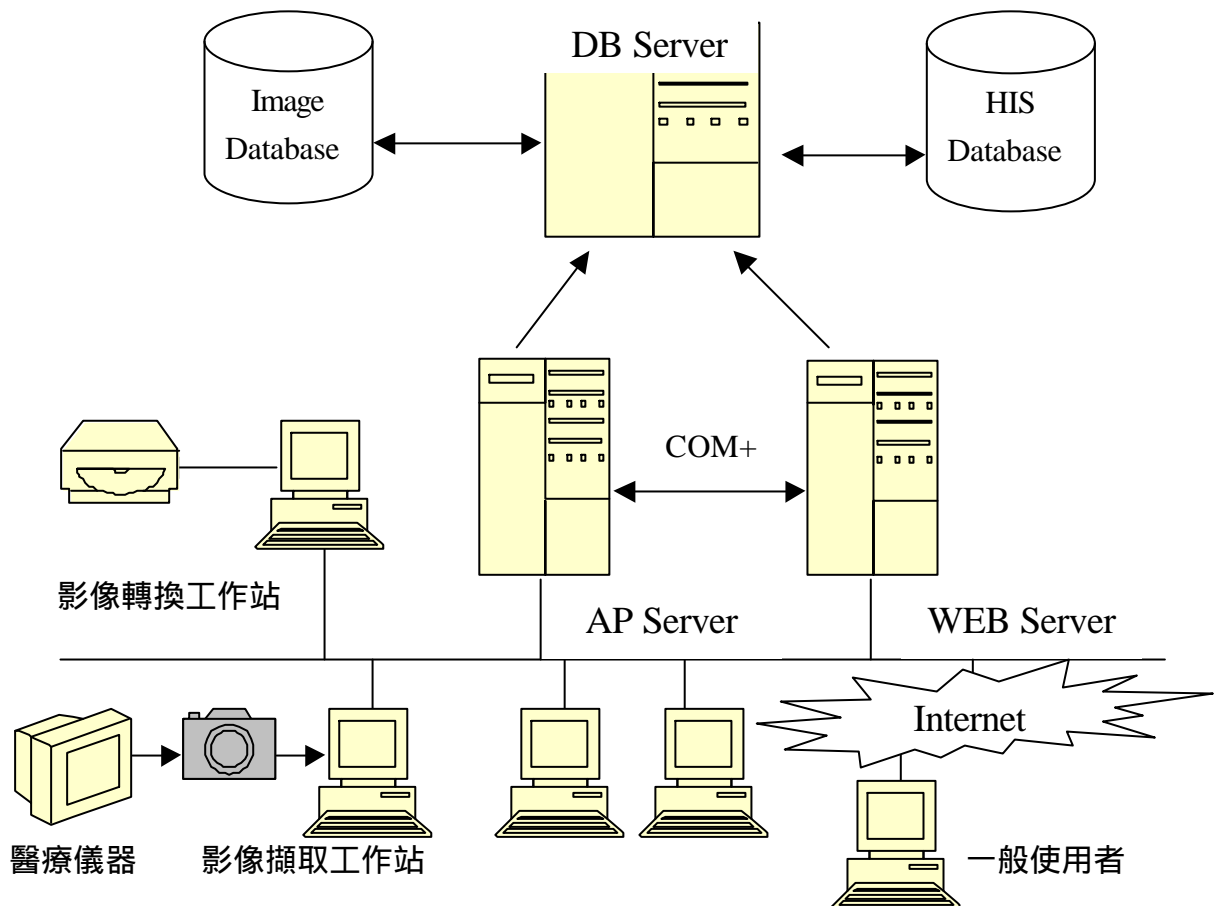 DB Server
Image
Database
HIS
Database
COM+
影像轉換工作站
AP Server
WEB Server
Internet
醫療儀器
影像擷取工作站
一般使用者